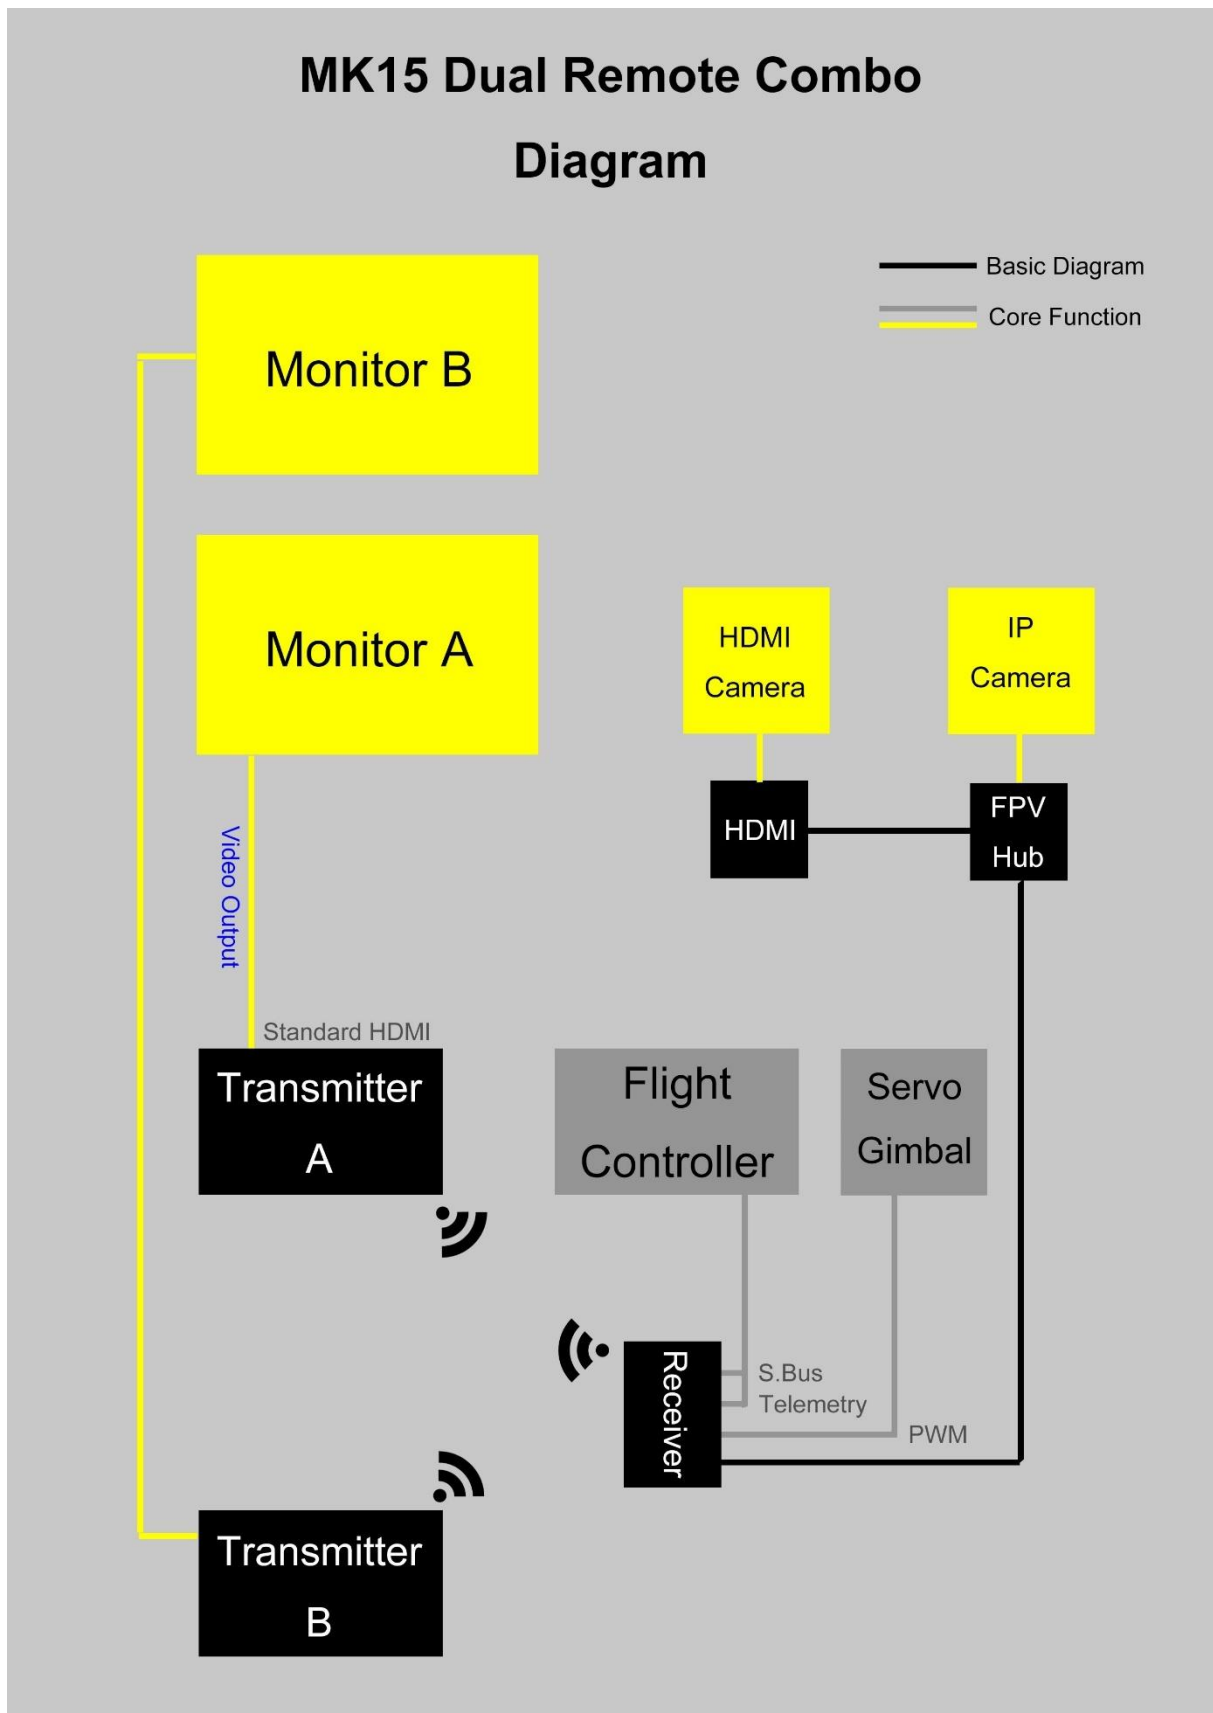 MK15 Dual Remote Combo
Diagram
Basic Diagram
Core Function
Monitor B
Monitor A
HDMI
Camera
IP
Camera
HDMI
FPV
Hub
Video Output
Standard HDMI
Transmitter
A
Flight
Controller
Servo
Gimbal
Receiver
S.Bus
Telemetry
PWM
Transmitter
B